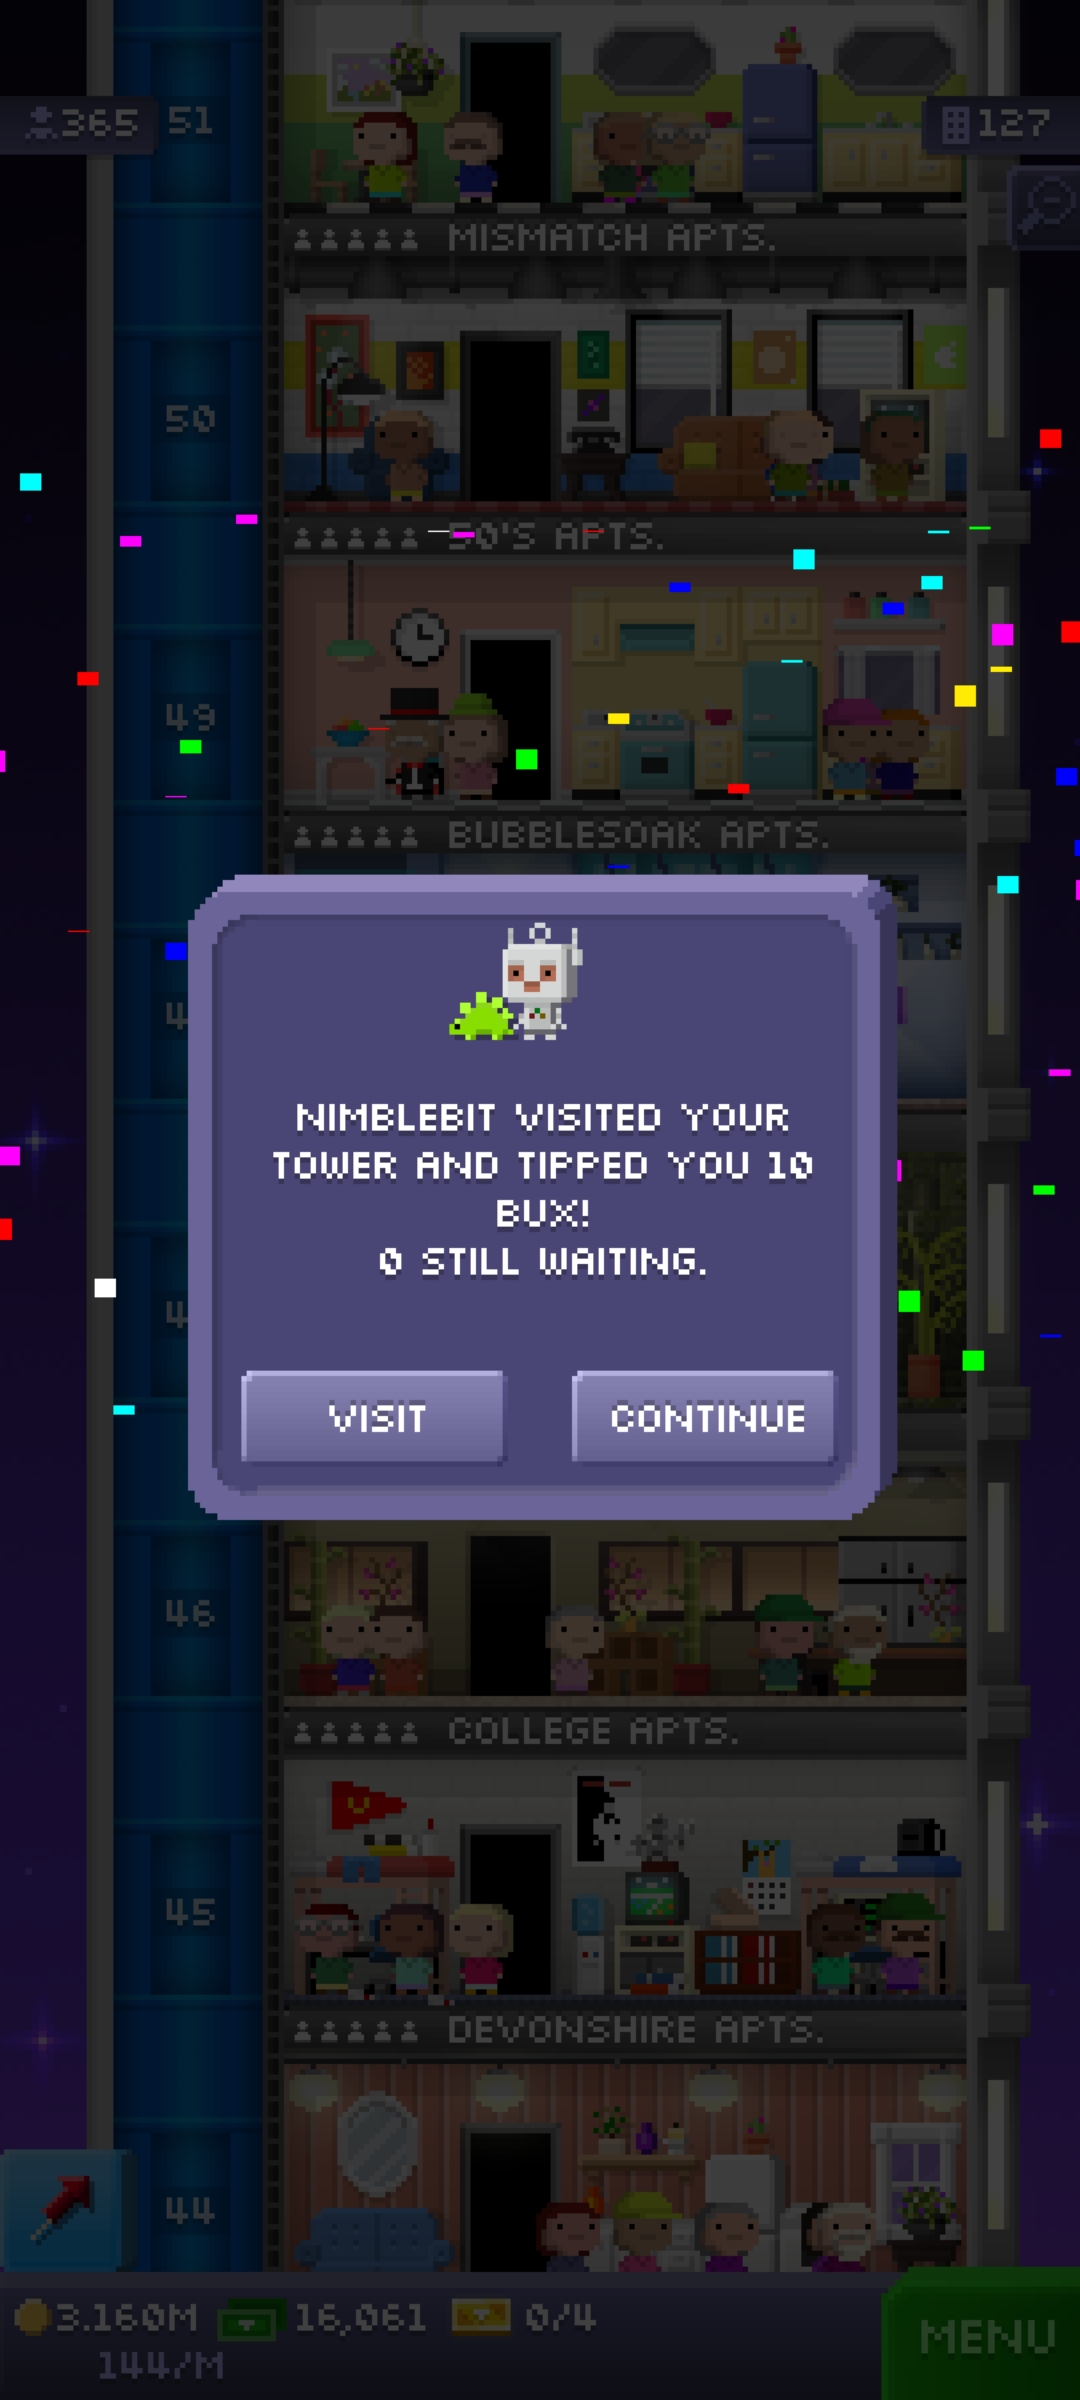 365
51
127
MISMATCH APTS.
50
50'S APTS.
49
BUBBLESOAK APTS.
4
NIMBLEBIT VISITED YOUR
TOWER AND TIPPED YOU 10
BUX!
0 STILL WAITING.
4
VISIT
CONTINUE
46
COLLEGE APTS.
45
DEVONSHIRE APTS.
44
3.160M
16,061
0/4
144/M
MENU